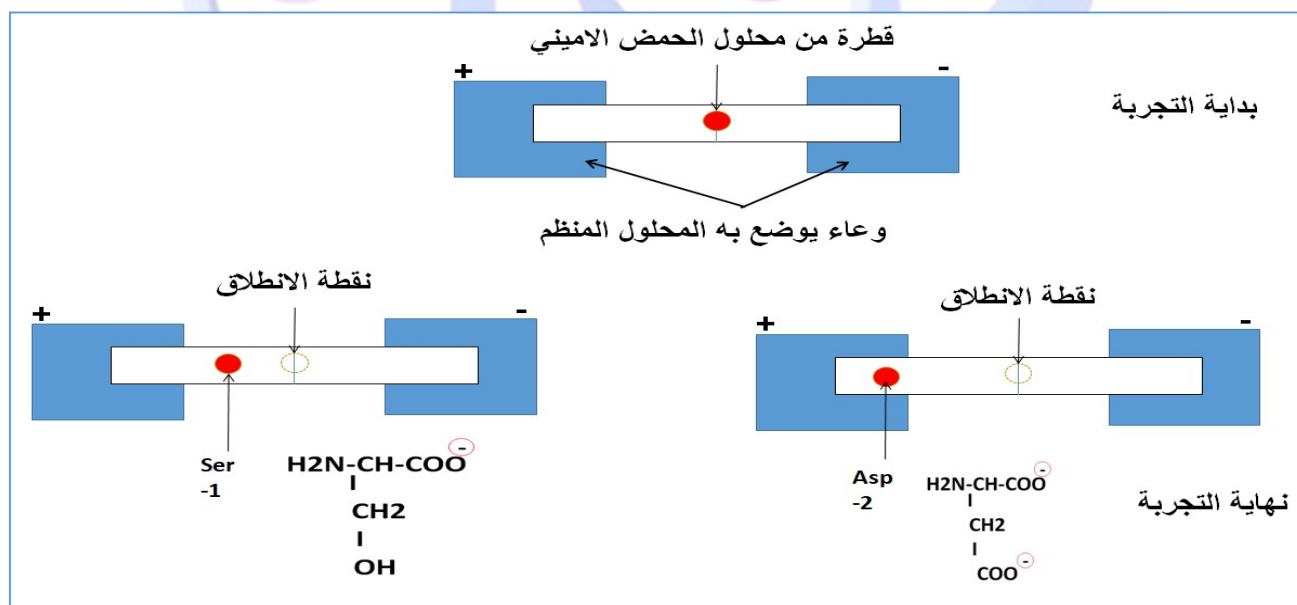 قطرة من محلول الحمض الاميني
+ -
بداية التجربة
وعاء يوضع به المحلول المنظم
نقطة الانطلاق
+ -
نقطة الانطلاق
+ -
Ser
-1
H2N-CH-COO-
CH2
OH
Asp
-2
H2N-CH-COO-
CH2
COO-
نهاية التجربة